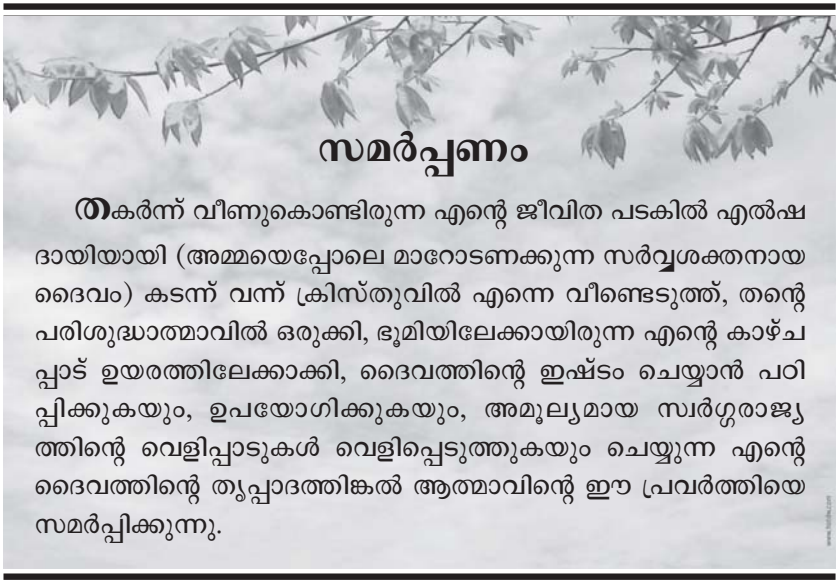 സമർപ്പണം
തകർന്ന് വീണുകൊണ്ടിരുന്ന എന്റെ ജീവിത പടകിൽ എൽഷ
ദായിയായി (അമ്മയെപ്പോലെ മാറോടണക്കുന്ന സർവ്വശക്തനായ
ദൈവം) കടന്ന് വന്ന് ക്രിസ്തുവിൽ എന്നെ വീണ്ടെടുത്ത്, തന്റെ
പരിശുദ്ധാത്മാവിൽ ഒരുക്കി, ഭൂമിയിലേക്കായിരുന്ന എന്റെ കാഴ്ച
പ്പാട് ഉയരത്തിലേക്കാക്കി, ദൈവത്തിന്റെ ഇഷ്ടം ചെയ്യാൻ പഠി
പ്പിക്കുകയും, ഉപയോഗിക്കുകയും, അമൂല്യമായ സ്വർഗ്ഗരാജ്യ
ത്തിന്റെ വെളിപ്പാടുകൾ വെളിപ്പെടുത്തുകയും ചെയ്യുന്ന എന്റെ
ദൈവത്തിന്റെ തൃപ്പാദത്തിങ്കൽ ആത്മാവിന്റെ ഈ പ്രവർത്തിയെ
സമർപ്പിക്കുന്നു.